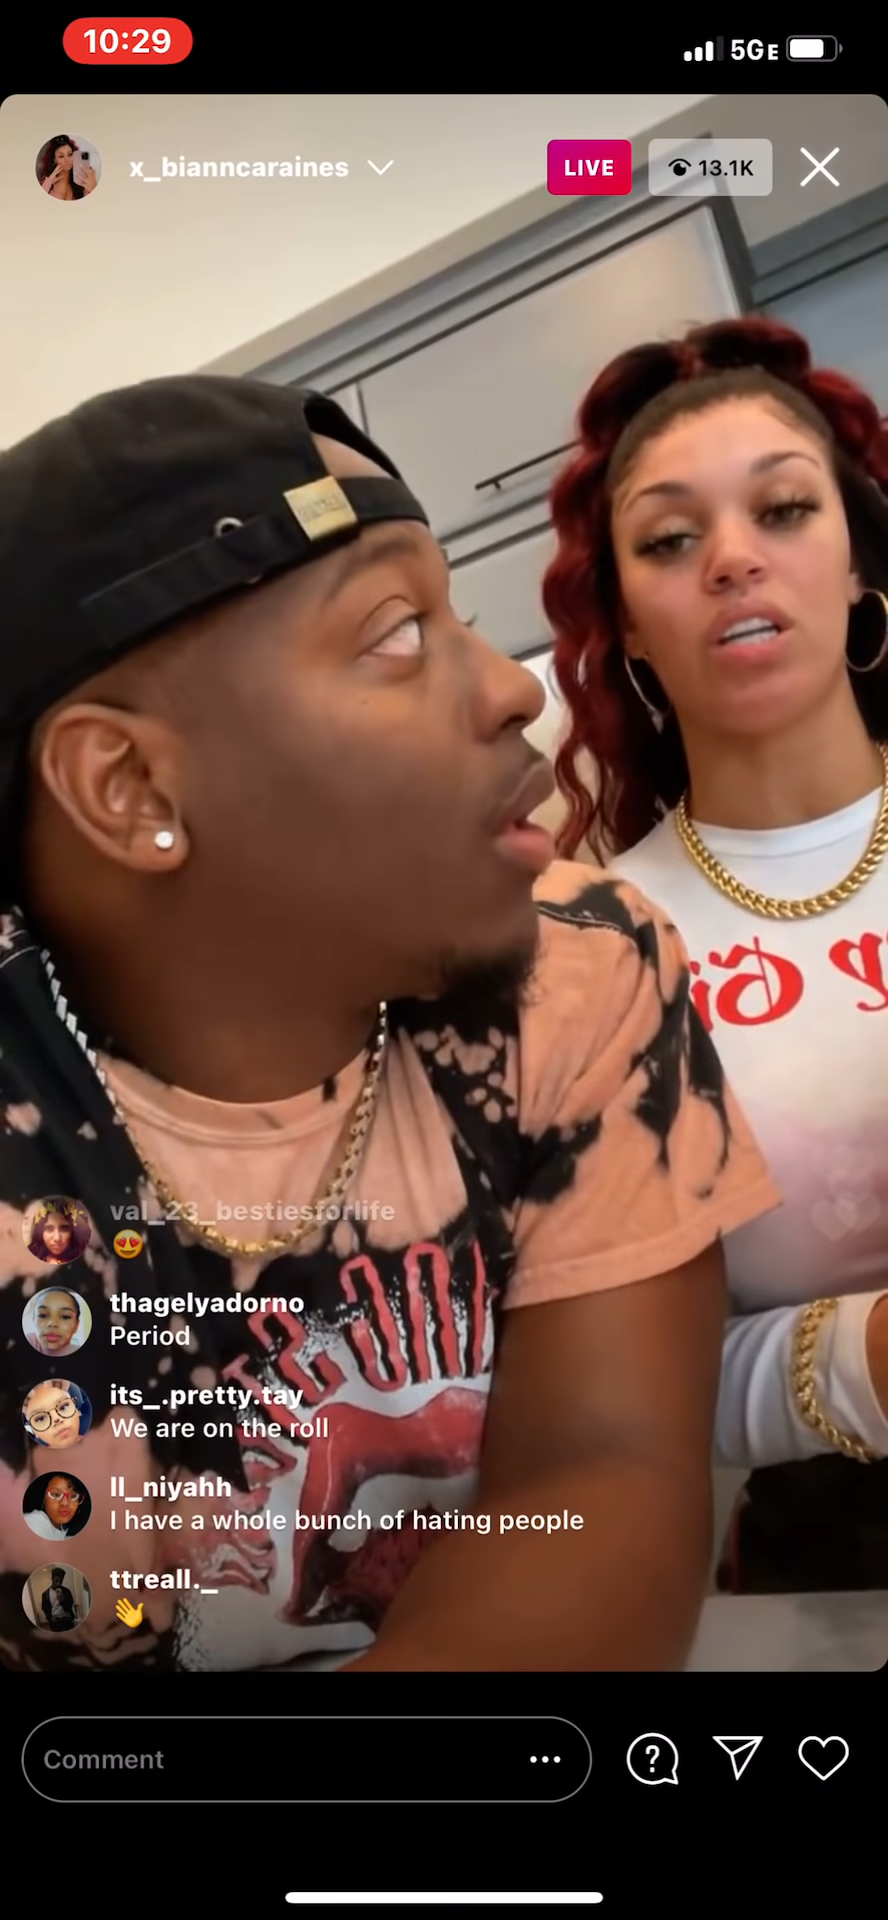 10:29
5GE
x_bianncaraines
LIVE
13.1K
val_23_bestiesforlife
😍
thagelyadorno
Period
its_.pretty.tay
We are on the roll
ll_niyahh
I have a whole bunch of hating people
ttreall._
👋
Comment